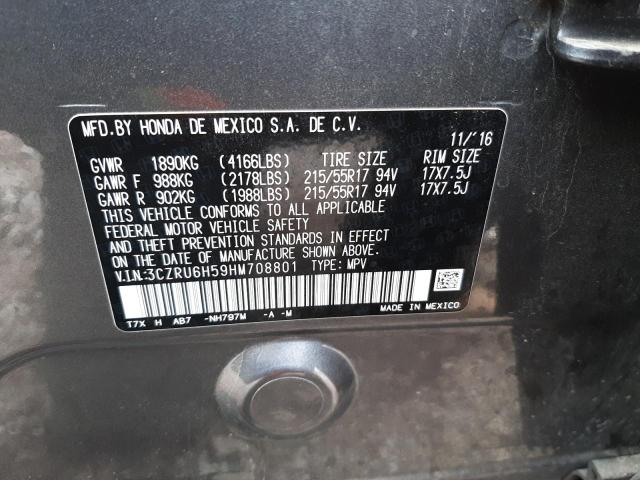 MFD.BY HONDA DE MEXICO S.A. DE C.V. 11/'16
GVWR 1890KG (4166LBS) TIRE SIZE RIM SIZE
GAWR F 988KG (2178LBS) 215/55R17 94V 17X7.5J
GAWR R 902KG (1988LBS) 215/55R17 94V 17X7.5J
THIS VEHICLE CONFORMS TO ALL APPLICABLE
FEDERAL MOTOR VEHICLE SAFETY
AND THEFT PREVENTION STANDARDS IN EFFECT
ON THE DATE OF MANUFACTURE SHOWN ABOVE.
V.I.N:3CZRU6H59HM708801 TYPE: MPV
T7X H AB7 -NH797M -A -M MADE IN MEXICO